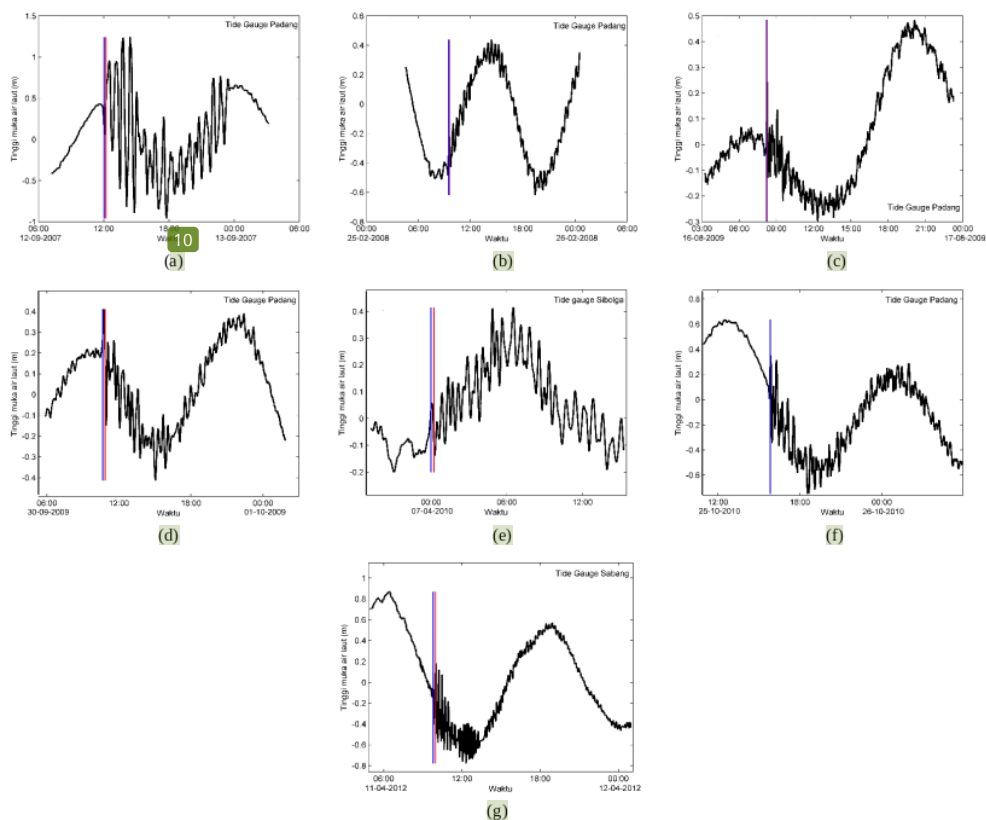 Tide Gauge Padang
Tinggi muka air laut (m)
1.5
1
0.5
0
-0.5
-1
06:00 12:00 18:00 00:00 06:00
12-09-2007 Waktu 13-09-2007
10
(a)
Tide Gauge Padang
Tinggi muka air laut (m)
0.6
0.4
0.2
0
-0.2
-0.4
-0.6
0.8
06:00 12:00 18:00 00:00 06:00
25-02-2008 Waktu 26-02-2008
(b)
Tinggi muka air laut (m)
0.5
0.4
0.3
0.2
0.1
0
-0.1
-0.2
-0.3
Tide Gauge Padang
03:00 06:00 09:00 12:00 15:00 18:00 21:00 00:00
16-08-2009 Waktu 17-08-2009
(c)
Tide Gauge Padang
Tinggi muka air laut (m)
0.4
0.3
0.2
0.1
0
-0.1
-0.2
-0.3
-0.4
06:00 12:00 18:00 00:00
30-09-2009 Waktu 01-10-2009
(d)
Tide gauge Sibolga
Tinggi muka air laut (m)
0.4
0.3
0.2
0.1
0
-0.1
-0.2
00:00 06:00 12:00
07-04-2010 Waktu
(e)
Tide Gauge Padang
Tinggi muka air laut (m)
0.8
0.6
0.4
0.2
0
-0.2
-0.4
-0.6
12:00 18:00 00:00
25-10-2010 Waktu 26-10-2010
(f)
Tide Gauge Sabang
Tinggi muka air laut (m)
1
0.8
0.6
0.4
0.2
0
-0.2
-0.4
-0.6
-0.8
06:00 12:00 18:00 00:00
11-04-2012 Waktu 12-04-2012
(g)